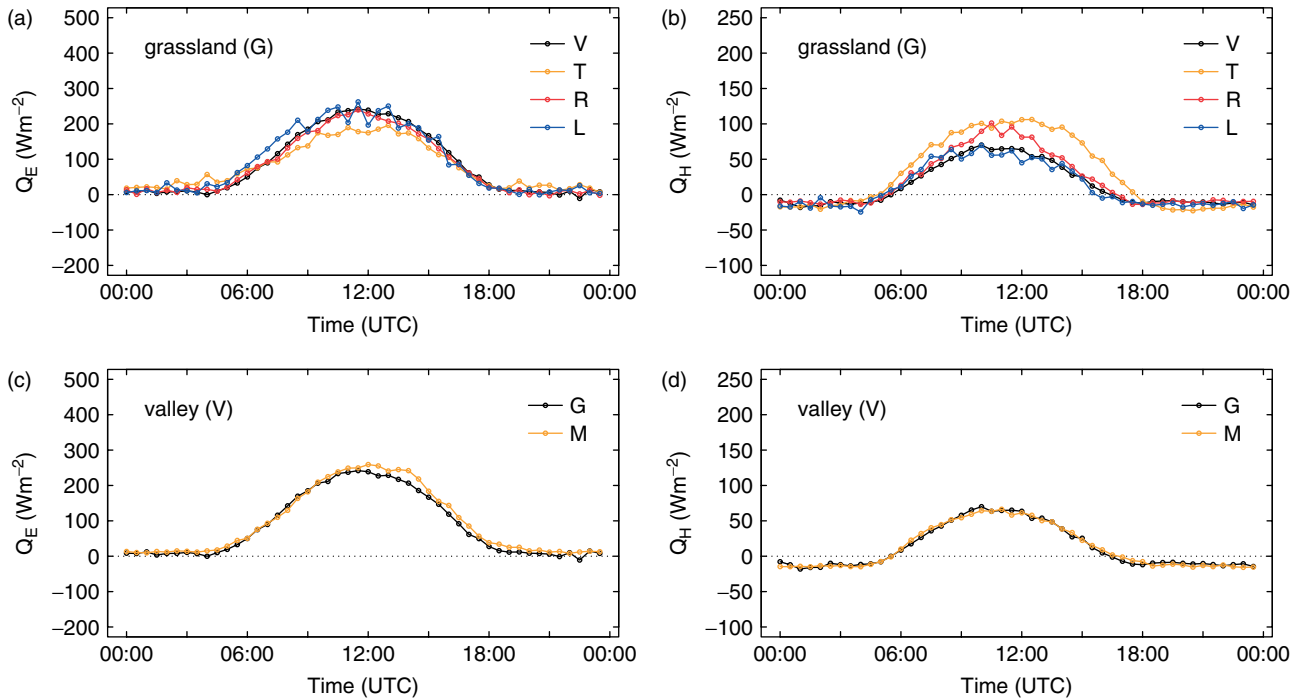 (a)
grassland (G)
V
T
R
L
500
400
300
200
100
0
−100
−200
Q_E (Wm−2)
00:00 06:00 12:00 18:00 00:00
Time (UTC)
(b)
grassland (G)
V
T
R
L
250
200
150
100
50
0
−50
−100
Q_H (Wm−2)
00:00 06:00 12:00 18:00 00:00
Time (UTC)
(c)
valley (V)
G
M
500
400
300
200
100
0
−100
−200
Q_E (Wm−2)
00:00 06:00 12:00 18:00 00:00
Time (UTC)
(d)
valley (V)
G
M
250
200
150
100
50
0
−50
−100
Q_H (Wm−2)
00:00 06:00 12:00 18:00 00:00
Time (UTC)